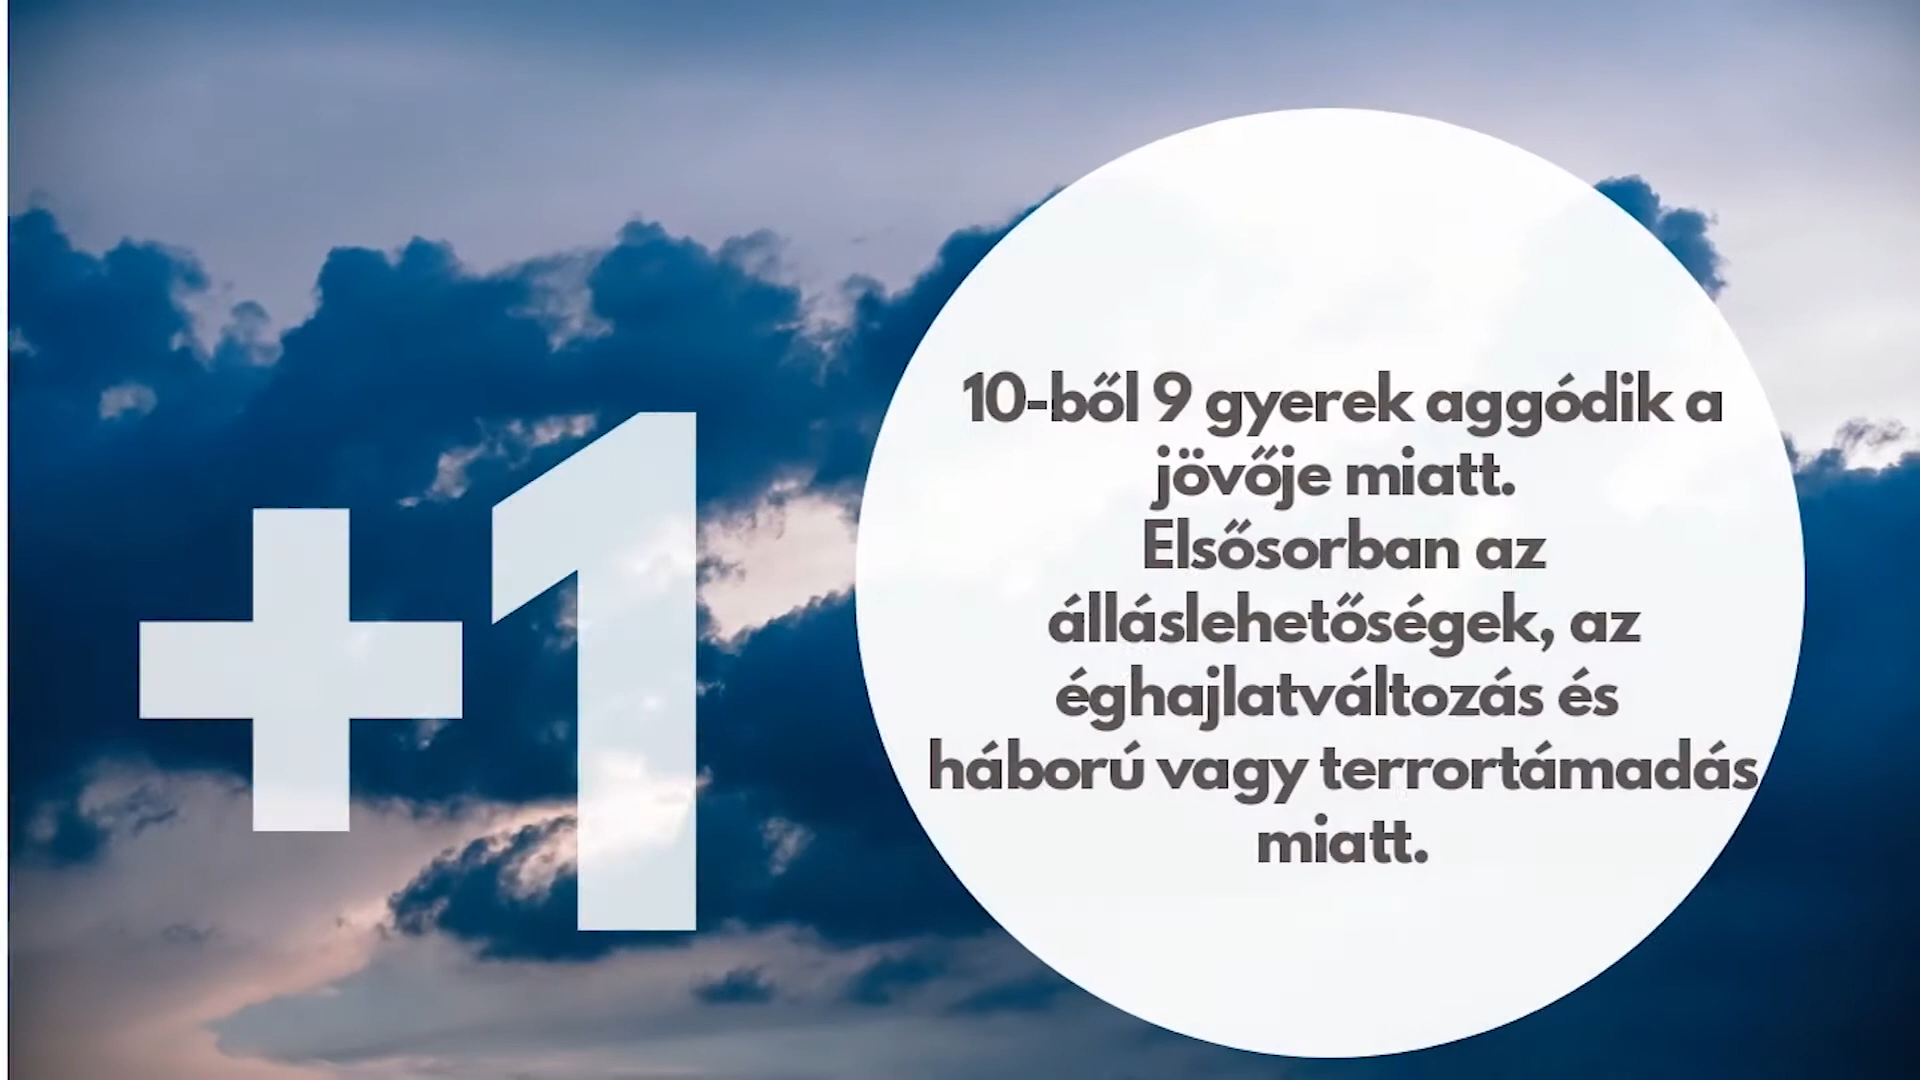 +1
10-ből 9 gyerek aggódik a
jövője miatt.
Elsősorban az
álláslehetőségek, az
éghajlatváltozás és
háború vagy terrortámadás
miatt.